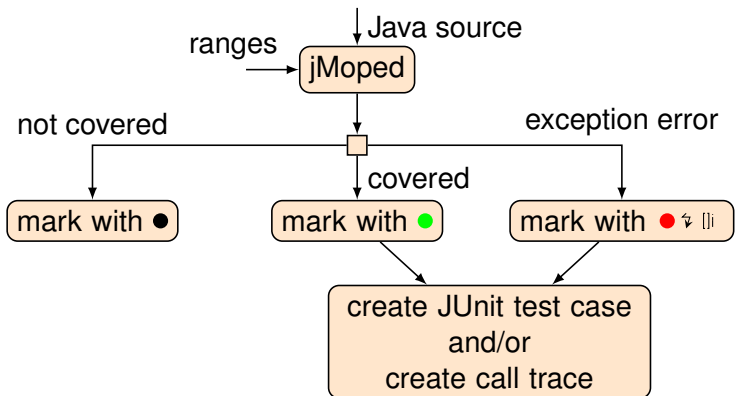 Java source
ranges
jMoped
not covered
exception error
covered
mark with
mark with
mark with []i
create JUnit test case
and/or
create call trace